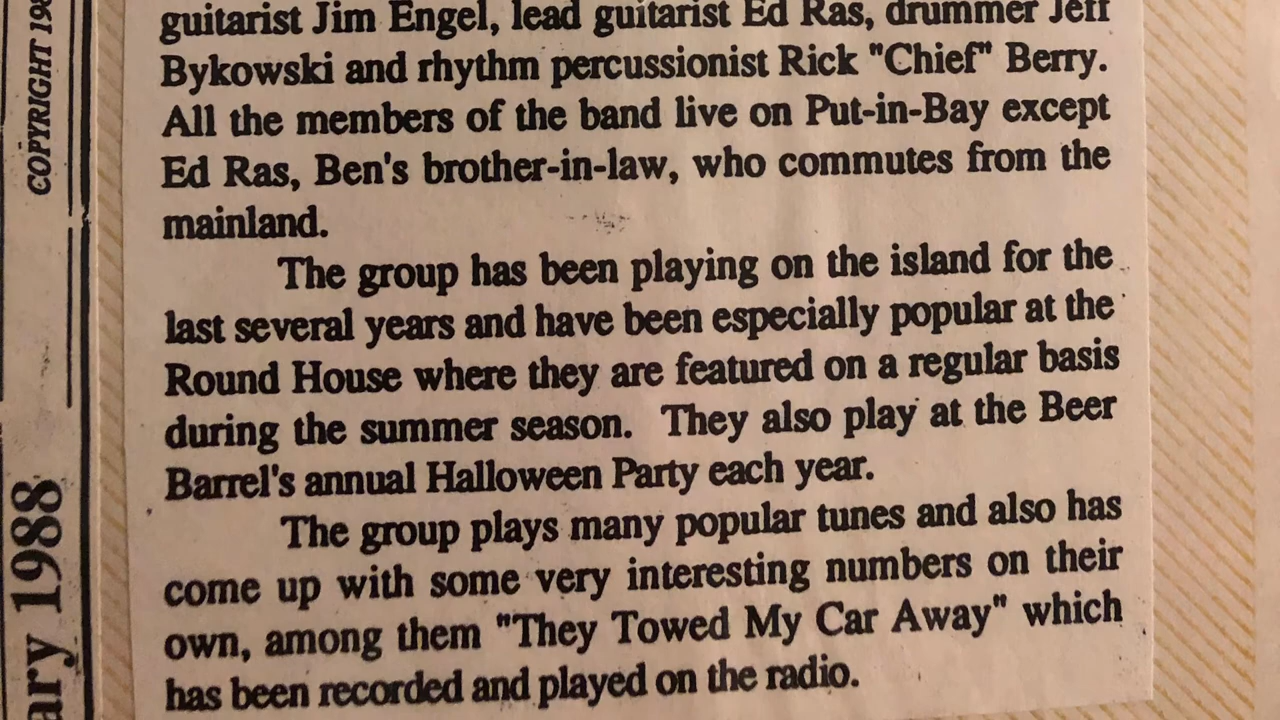 guitarist Jim Engel, lead guitarist Ed Ras, drummer Jeff
Bykowski and rhythm percussionist Rick "Chief" Berry.
All the members of the band live on Put-in-Bay except
Ed Ras, Ben's brother-in-law, who commutes from the
mainland.
The group has been playing on the island for the
last several years and have been especially popular at the
Round House where they are featured on a regular basis
during the summer season. They also play at the Beer
Barrel's annual Halloween Party each year.
The group plays many popular tunes and also has
come up with some very interesting numbers on their
own, among them "They Towed My Car Away" which
has been recorded and played on the radio.
COPYRIGHT
1988